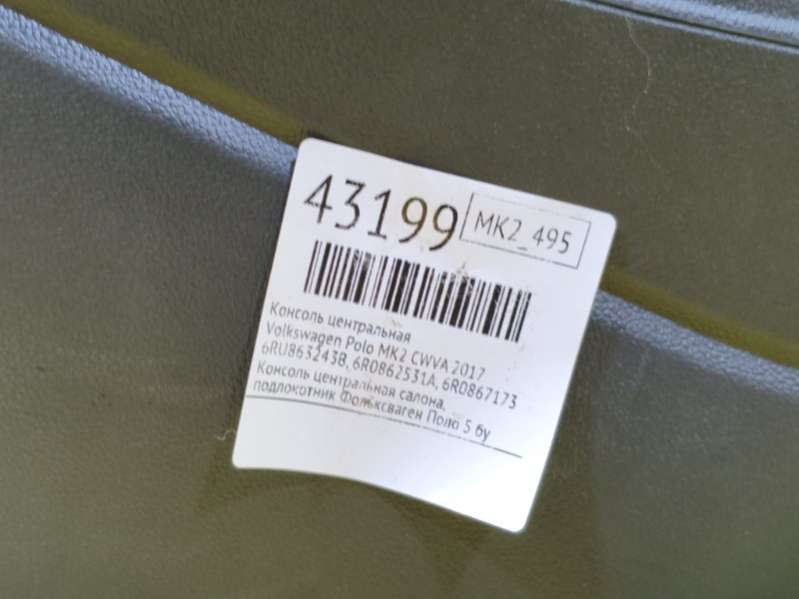 43199
MK2_495
Консоль центральная
Volkswagen Polo MK2 CWVA 2017
6RU863243B, 6R0862531A, 6R0867173
Консоль центральная салона,
подлокотник Фольксваген Поло 5 бу